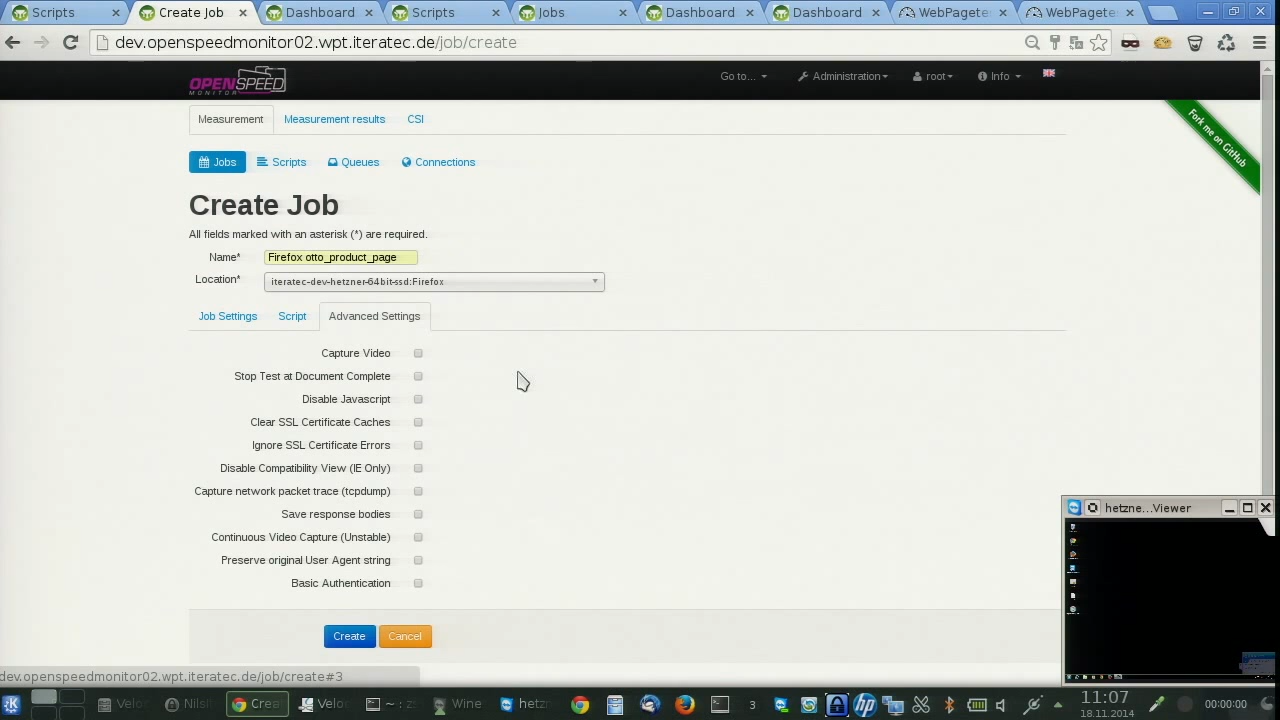 Scripts
Create Job
Dashboard
Scripts
Jobs
Dashboard
Dashboard
WebPagete
WebPagete
dev.openspeedmonitor02.wpt.iteratec.de/job/create
OPENSPEED
MONITOR
Go to...
Administration
root
Info
Fork me on GitHub
Measurement
Measurement results
CSI
Jobs
Scripts
Queues
Connections
Create Job
All fields marked with an asterisk (*) are required.
Name*
Firefox otto_product_page
Location*
iteratec-dev-hetzner-64bit-ssd:Firefox
Job Settings
Script
Advanced Settings
Capture Video
Stop Test at Document Complete
Disable Javascript
Clear SSL Certificate Caches
Ignore SSL Certificate Errors
Disable Compatibility View (IE Only)
Capture network packet trace (tcpdump)
Save response bodies
Continuous Video Capture (Unstable)
Preserve original User Agent string
Basic Authentication
Create
Cancel
hetzne...Viewer
dev.openspeedmonitor02.wpt.iteratec.de/job/create#3
Velo
Nilsl
Crea
Velo
~ : zs
Wine
hetz
3
11:07
18.11.2014
00:00:00